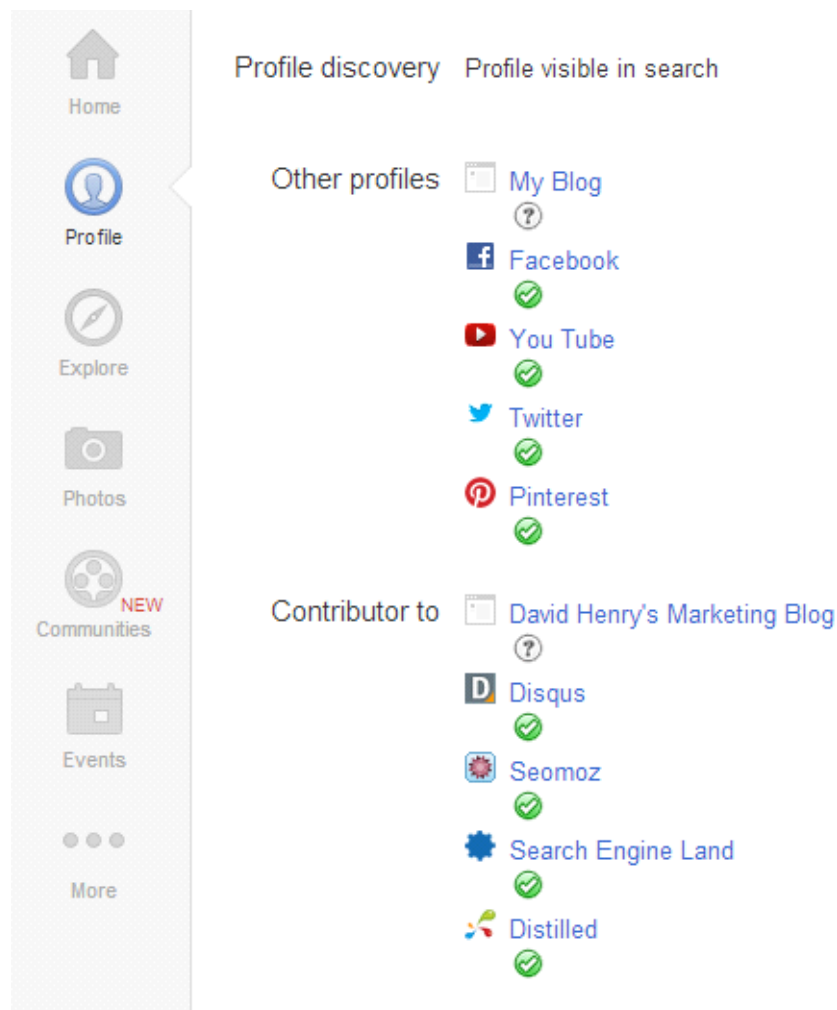 Home
Profile
Explore
Photos
NEW
Communities
Events
More
Profile discovery Profile visible in search
Other profiles My Blog
?
Facebook
You Tube
Twitter
Pinterest
Contributor to David Henry's Marketing Blog
?
Disqus
Seomoz
Search Engine Land
Distilled